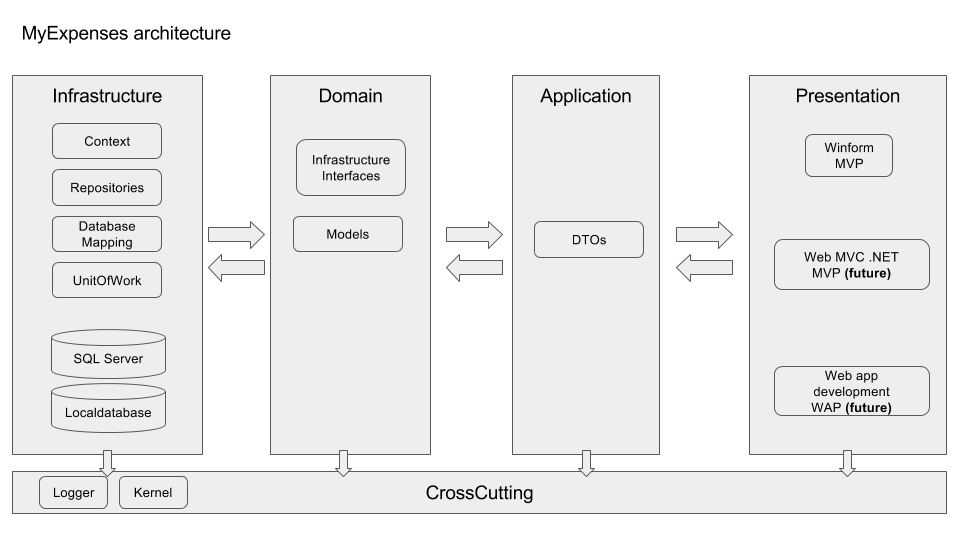 MyExpenses architecture
Infrastructure
Context
Repositories
Database
Mapping
UnitOfWork
SQL Server
Localdatabase
Domain
Infrastructure
Interfaces
Models
Application
DTOs
Presentation
Winform
MVP
Web MVC .NET
MVP (future)
Web app
development
WAP (future)
Logger
Kernel
CrossCutting